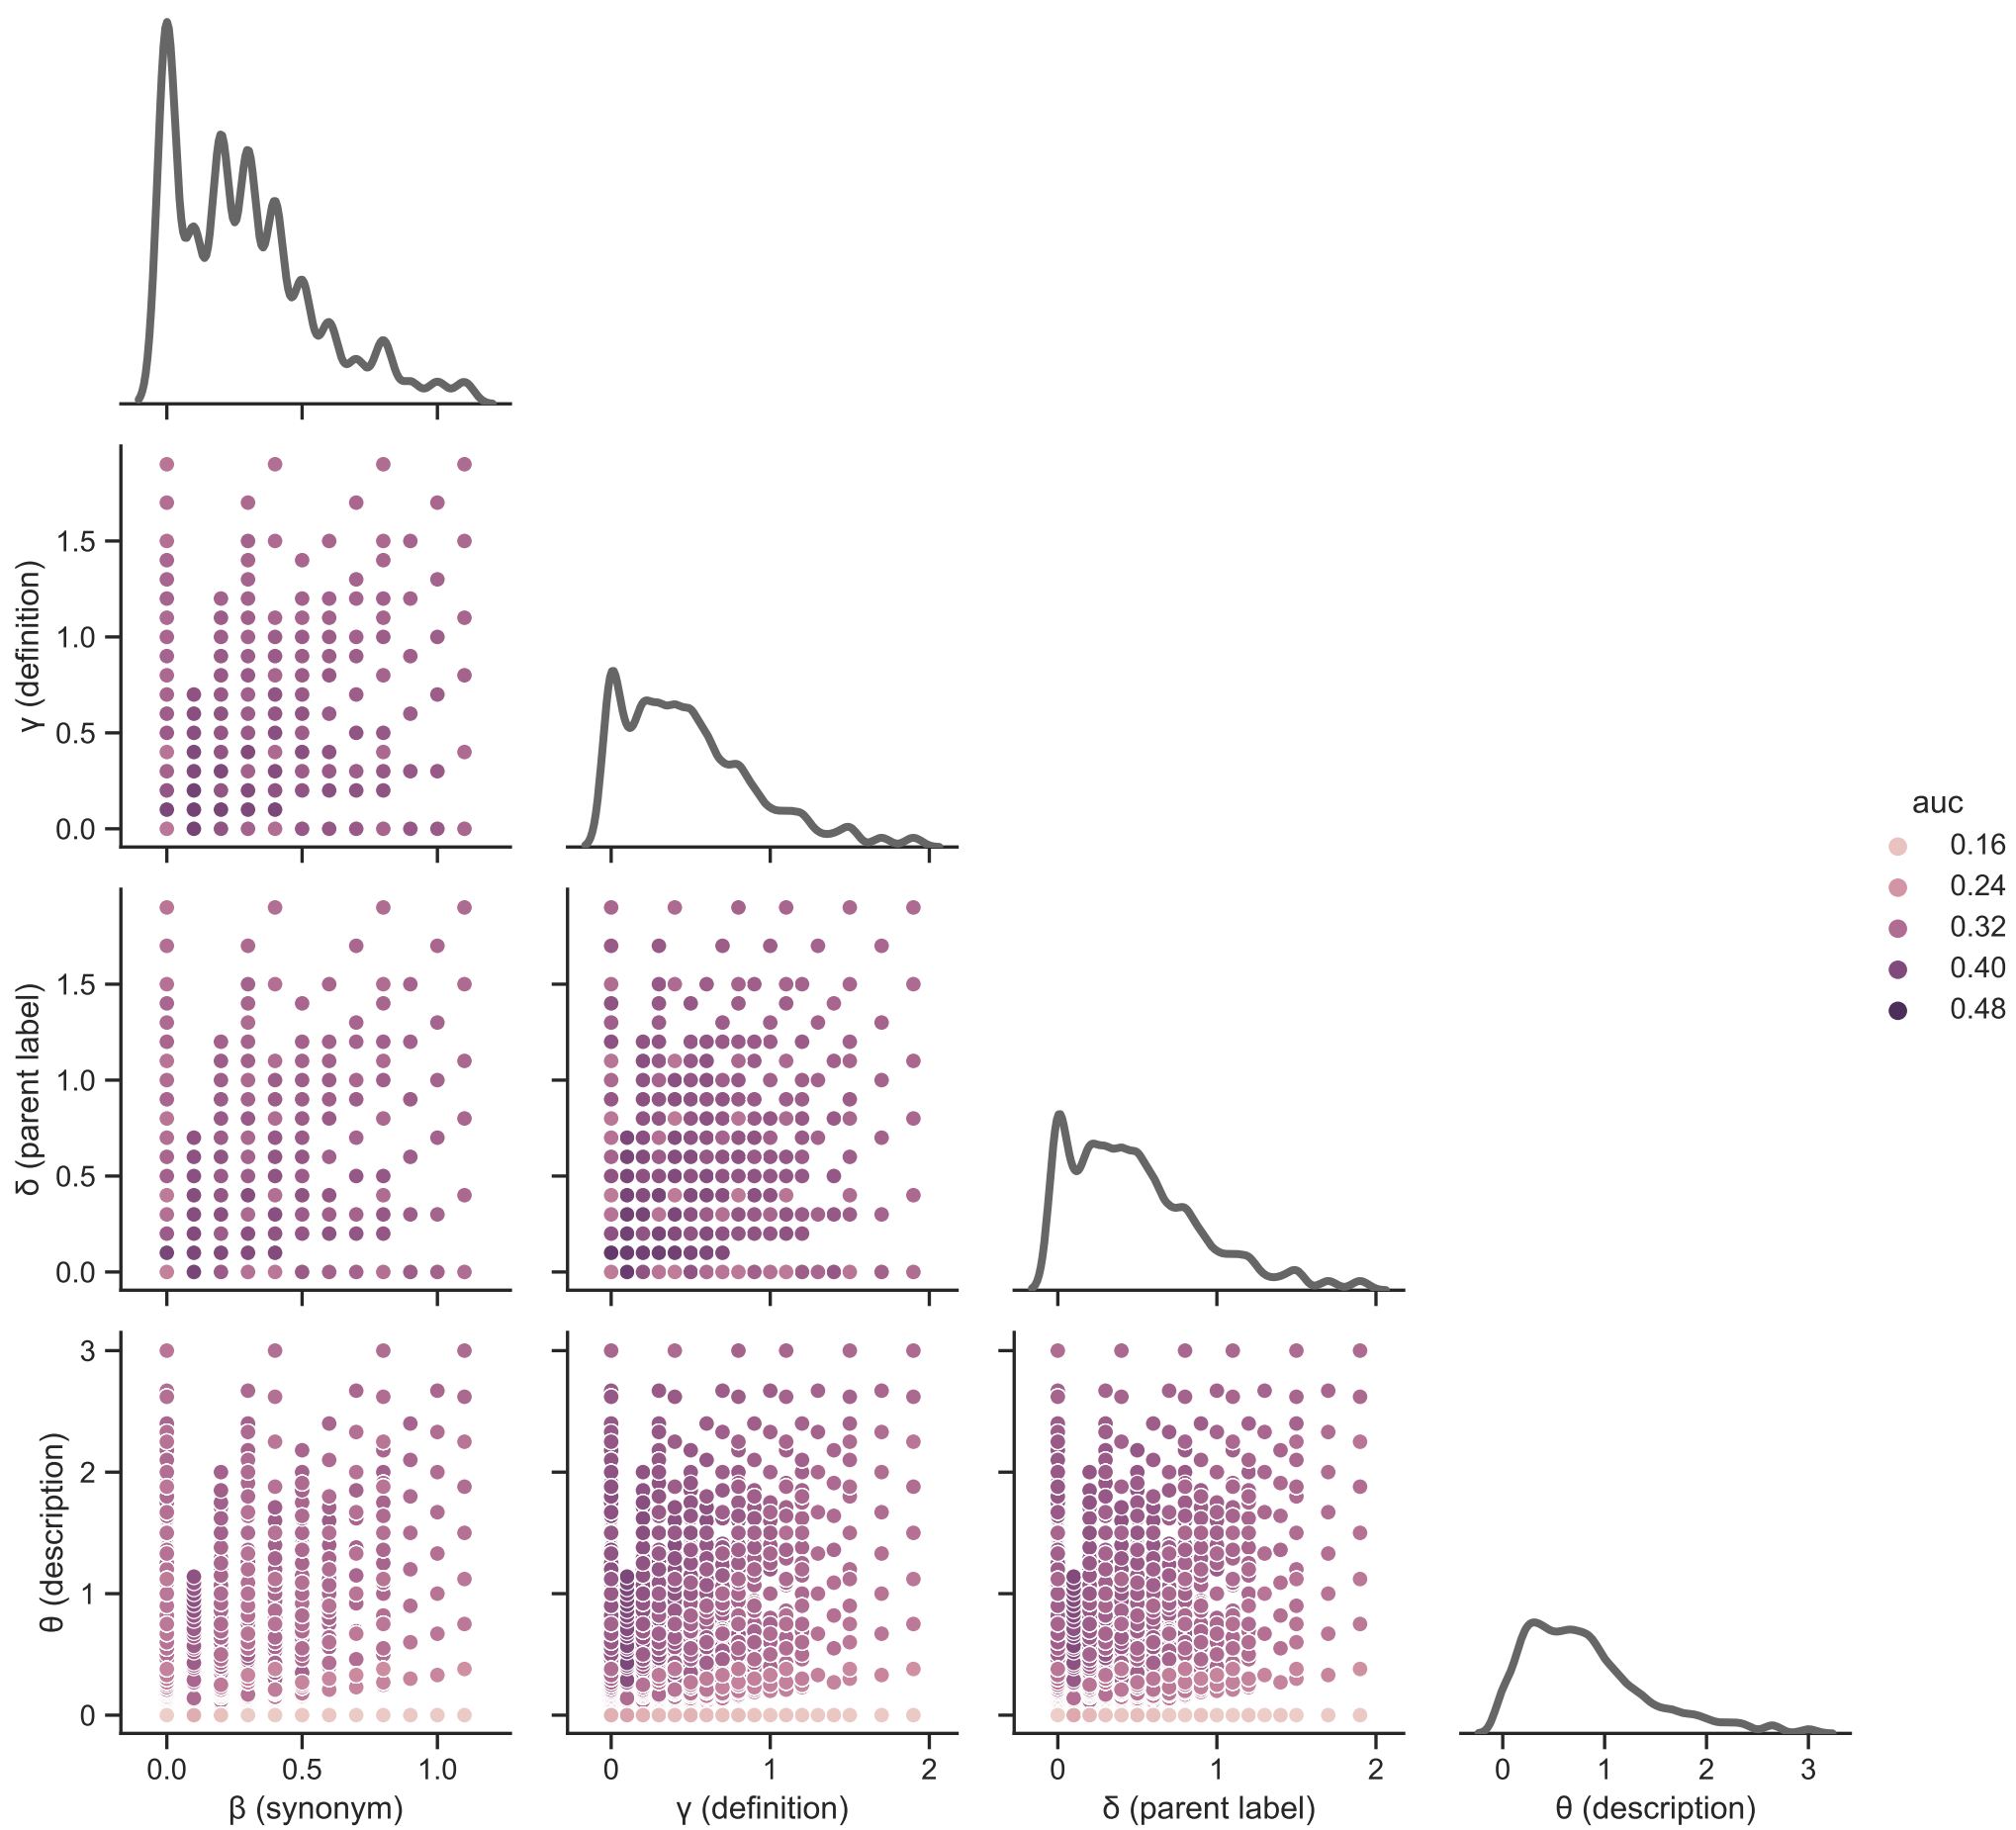 γ (definition)
1.5
1.0
0.5
0.0
auc
0.16
0.24
0.32
0.40
0.48
δ (parent label)
1.5
1.0
0.5
0.0
θ (description)
3
2
1
0
0.0 0.5 1.0
β (synonym)
0 1 2
γ (definition)
0 1 2
δ (parent label)
0 1 2 3
θ (description)